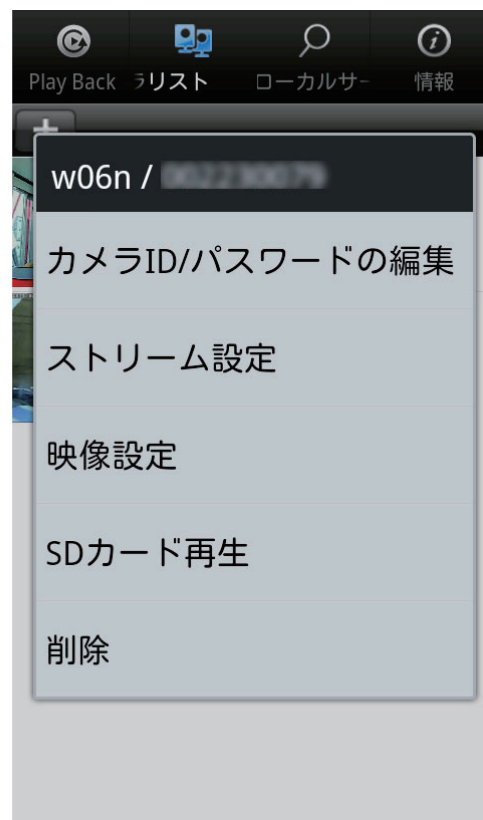 Play Back
ラリスト
ローカルサー
情報
w06n /
カメラID/パスワードの編集
ストリーム設定
映像設定
SDカード再生
削除